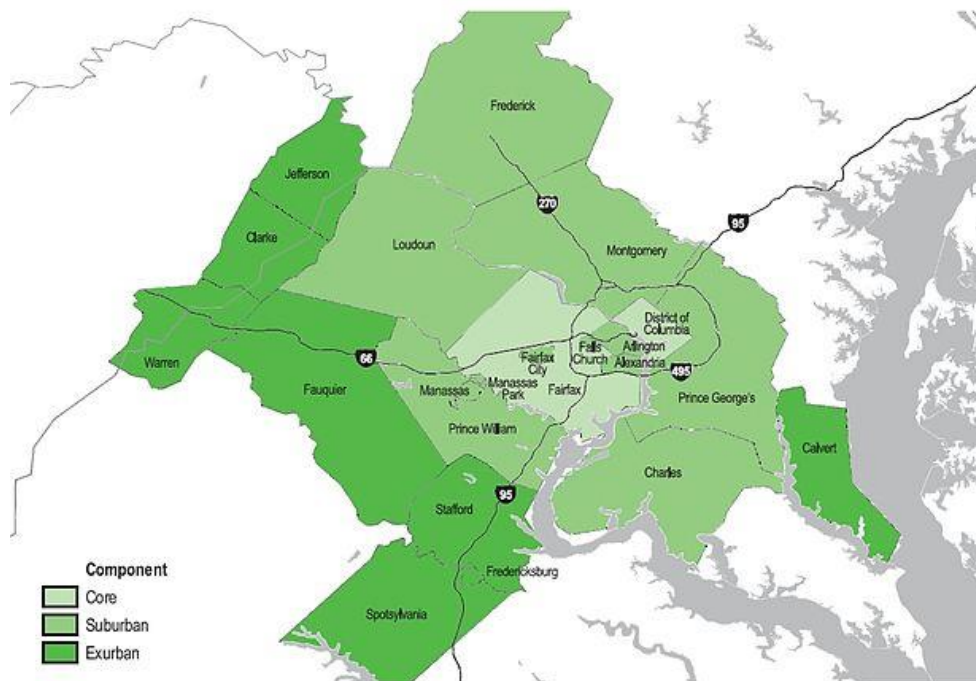 Frederick
Jefferson
270
95
Clarke
Loudoun
Montgomery
District of
Columbia
Warren
66
Fairfax
City
Falls
Church
Arlington
Alexandria
495
Fauquier
Manassas
Manassas
Park
Fairfax
Prince George's
Prince William
Calvert
Charles
95
Stafford
Fredericksburg
Spotsylvania
Component
Core
Suburban
Exurban